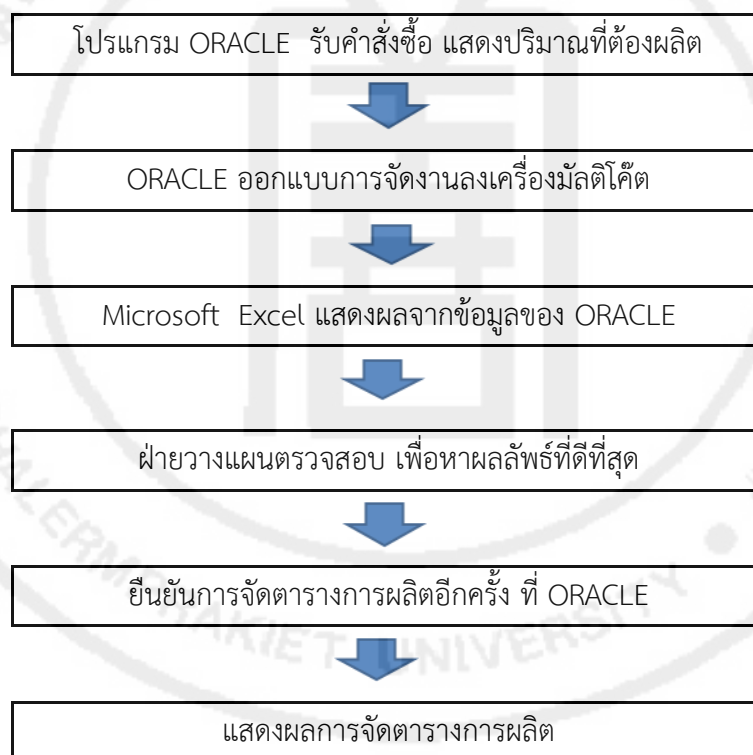 โปรแกรม ORACLE รับคำสั่งซื้อ แสดงปริมาณที่ต้องผลิต
ORACLE ออกแบบการจัดงานลงเครื่องมัลติโค๊ต
Microsoft Excel แสดงผลจากข้อมูลของ ORACLE
ฝ่ายวางแผนตรวจสอบ เพื่อหาผลลัพธ์ที่ดีที่สุด
ยืนยันการจัดตารางการผลิตอีกครั้ง ที่ ORACLE
แสดงผลการจัดตารางการผลิต
UNIVERSITY